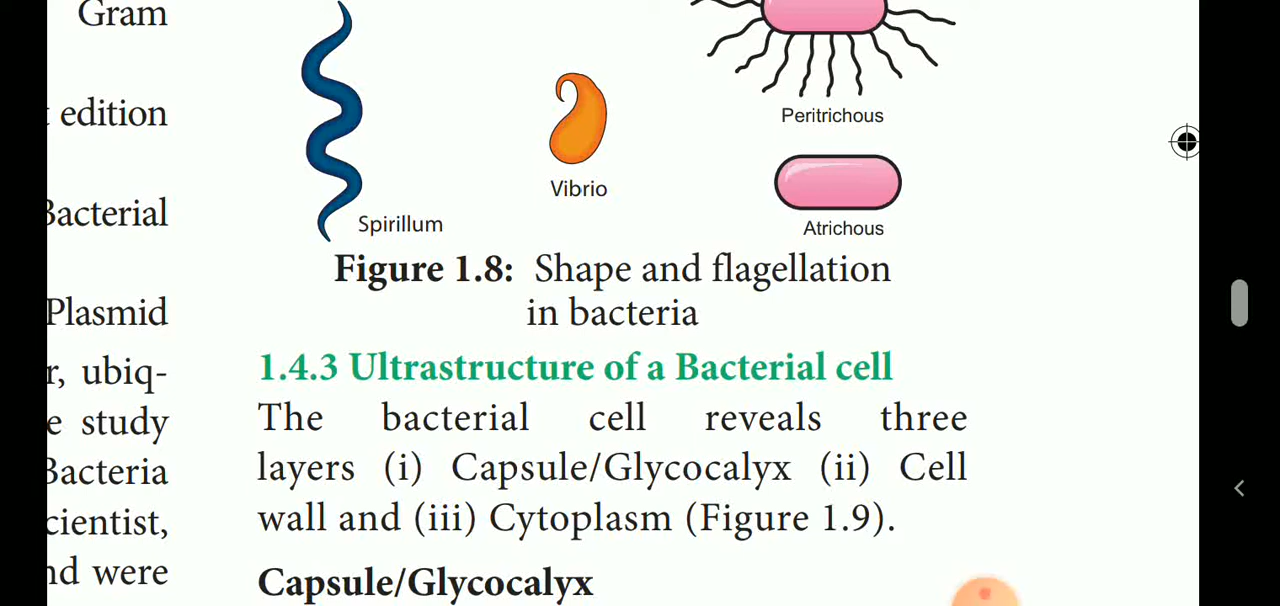 Gram
edition
Bacterial
Plasmid
r, ubiq-
e study
Bacteria
cientist,
nd were
Peritrichous
Vibrio
Spirillum
Atrichous
Figure 1.8: Shape and flagellation
in bacteria
1.4.3 Ultrastructure of a Bacterial cell
The bacterial cell reveals three
layers (i) Capsule/Glycocalyx (ii) Cell
wall and (iii) Cytoplasm (Figure 1.9).
Capsule/Glycocalyx